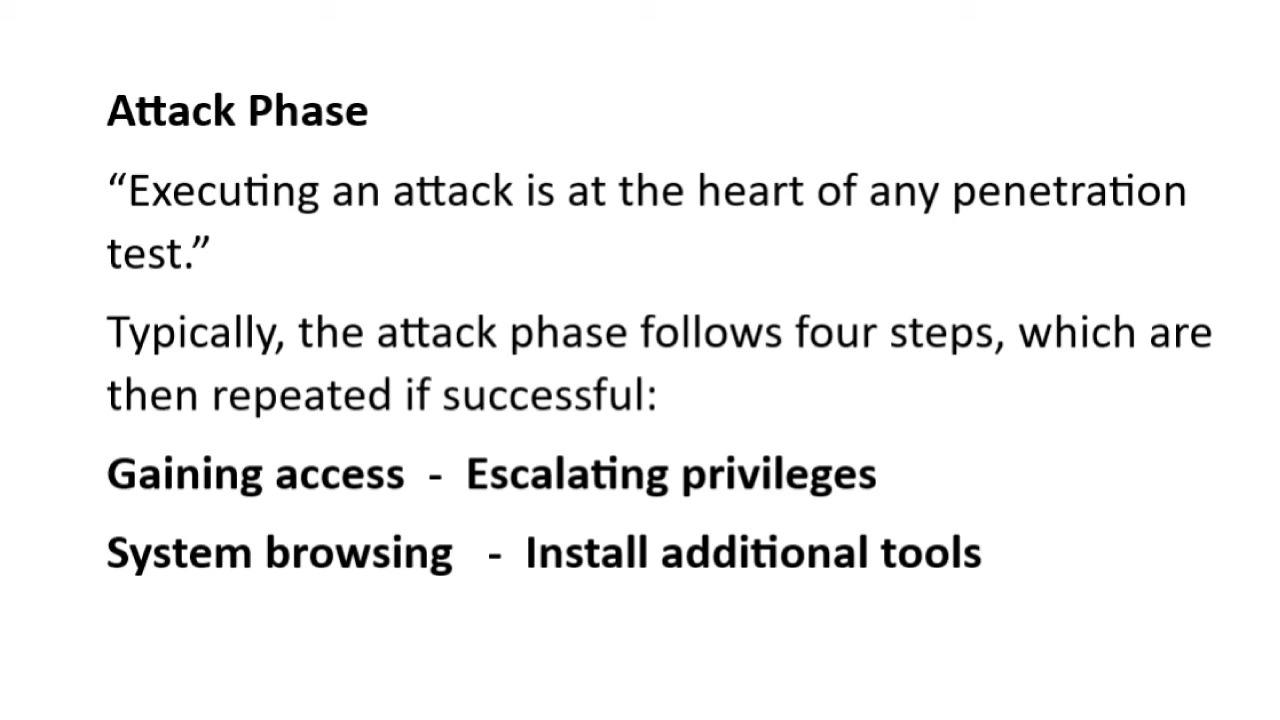 Attack Phase
“Executing an attack is at the heart of any penetration
test.”
Typically, the attack phase follows four steps, which are
then repeated if successful:
Gaining access - Escalating privileges
System browsing - Install additional tools